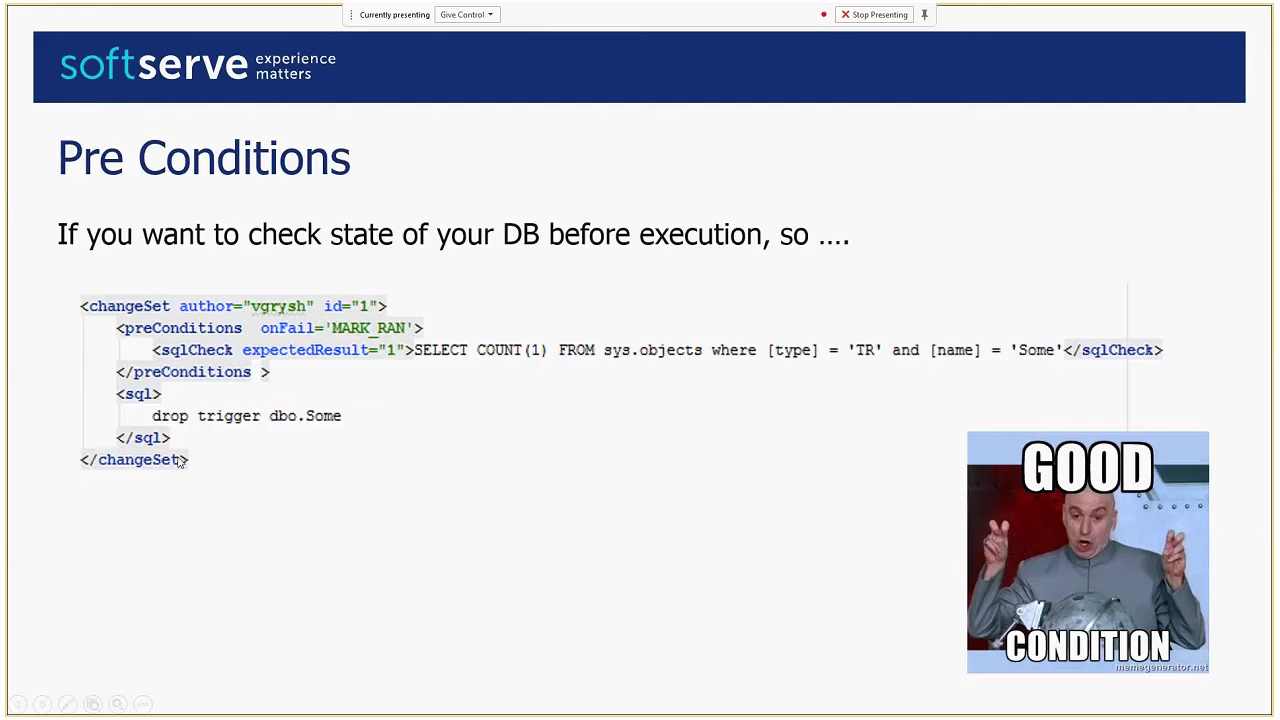 Currently presenting
Give Control
Stop Presenting
softserve experience matters
Pre Conditions
If you want to check state of your DB before execution, so ....
<changeSet author="vgrysh" id="1">
<preConditions onFail='MARK_RAN'>
<sqlCheck expectedResult="1">SELECT COUNT(1) FROM sys.objects where [type] = 'TR' and [name] = 'Some'</sqlCheck>
</preConditions >
<sql>
drop trigger dbo.Some
</sql>
</changeSet>
GOOD
CONDITION
memegenerator.net